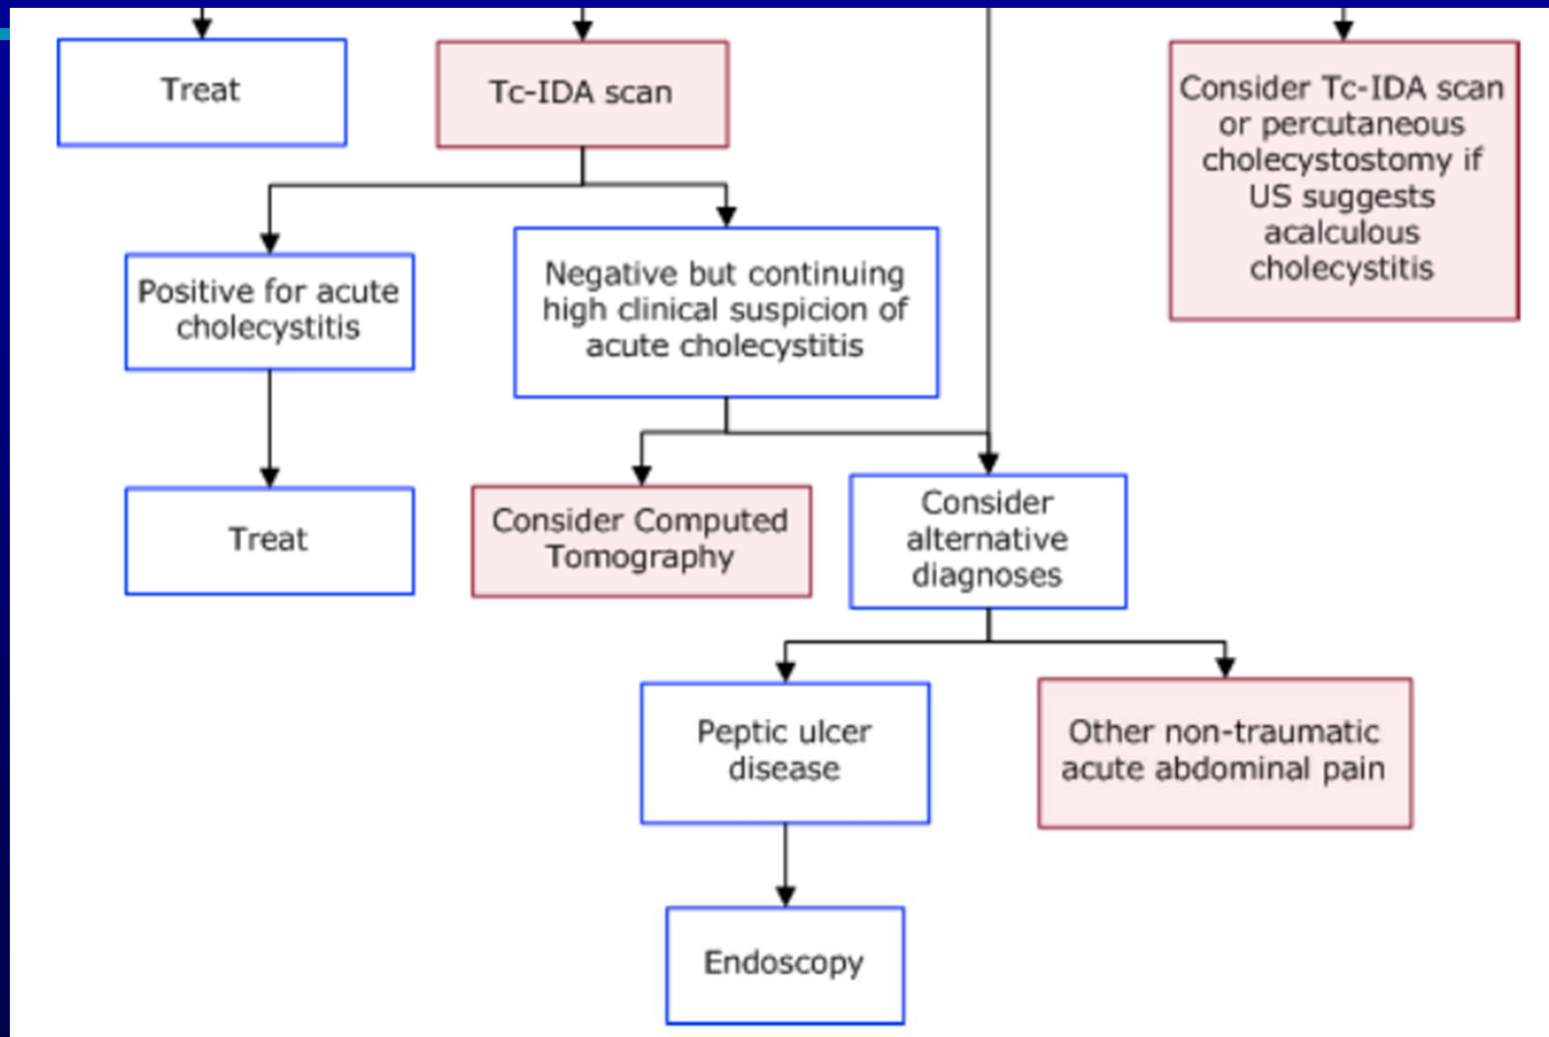 Treat
Tc-IDA scan
Consider Tc-IDA scan
or percutaneous
cholecystostomy if
US suggests
acalculous
cholecystitis
Positive for acute
cholecystitis
Negative but continuing
high clinical suspicion of
acute cholecystitis
Treat
Consider Computed
Tomography
Consider
alternative
diagnoses
Peptic ulcer
disease
Other non-traumatic
acute abdominal pain
Endoscopy